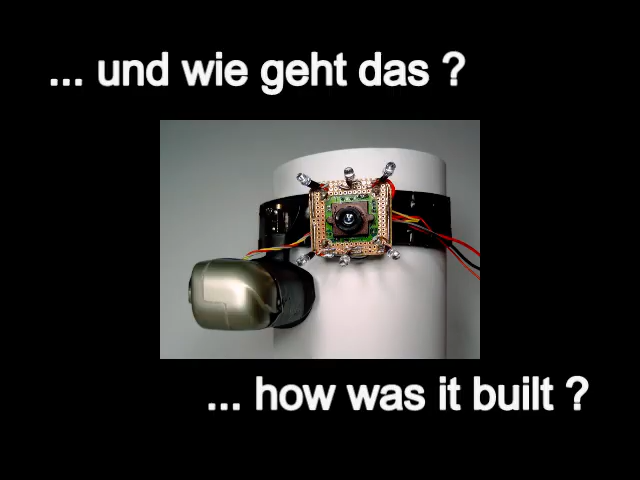 ... und wie geht das ?
... how was it built ?